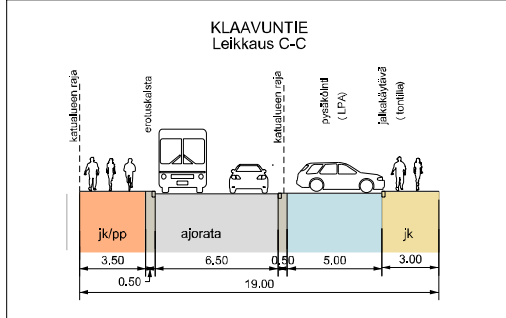 KLAAVUNTIE
Leikkaus C-C
katualueen raja
erotuskaista
katualueen raja
pysäköinti
(LPA)
jalkakäytävä
(tontilla)
jk/pp
ajorata
jk
3.50
6.50
0.50
5.00
3.00
0.50
19.00